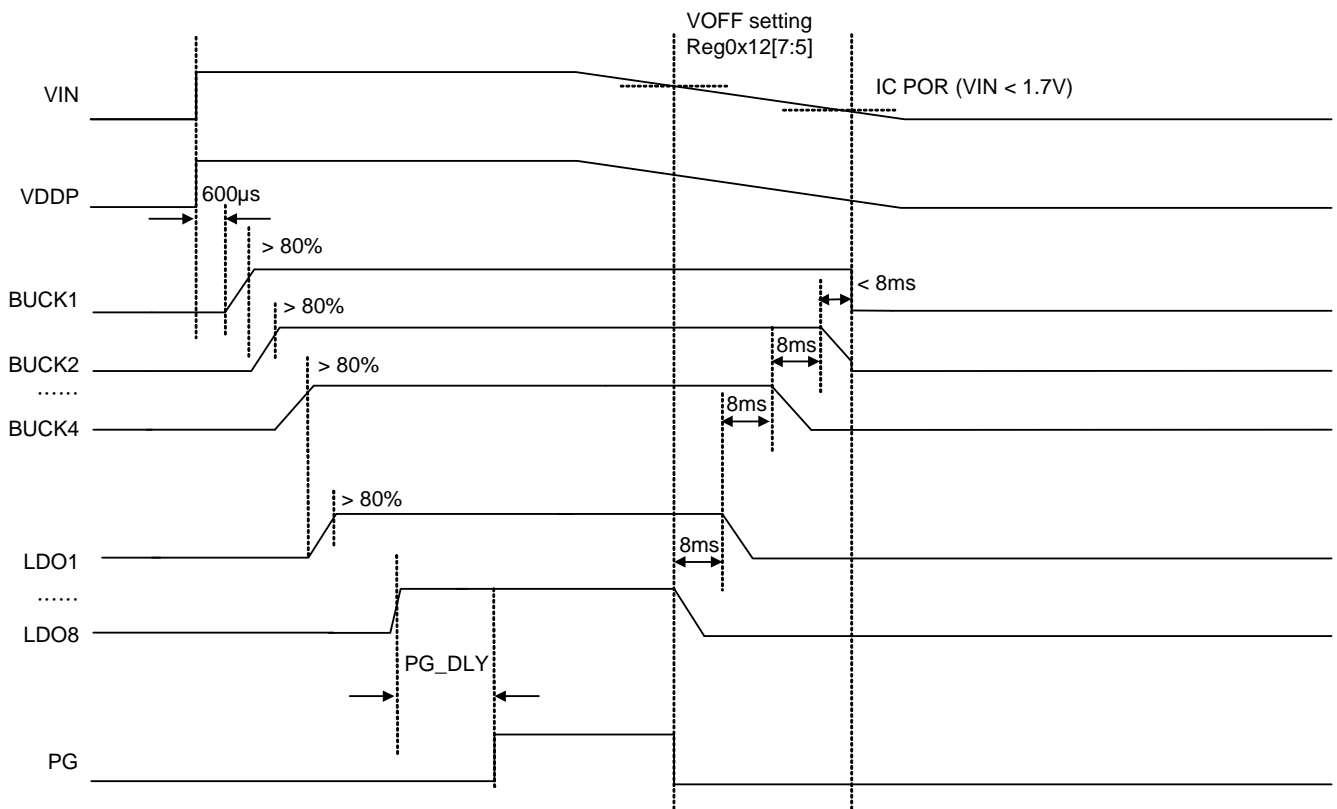 VOFF setting
Reg0x12[7:5]
VIN
IC POR (VIN < 1.7V)
VDDP
600µs
> 80%
BUCK1
< 8ms
> 80%
BUCK2
8ms
......
> 80%
8ms
BUCK4
> 80%
LDO1
8ms
......
LDO8
PG_DLY
PG